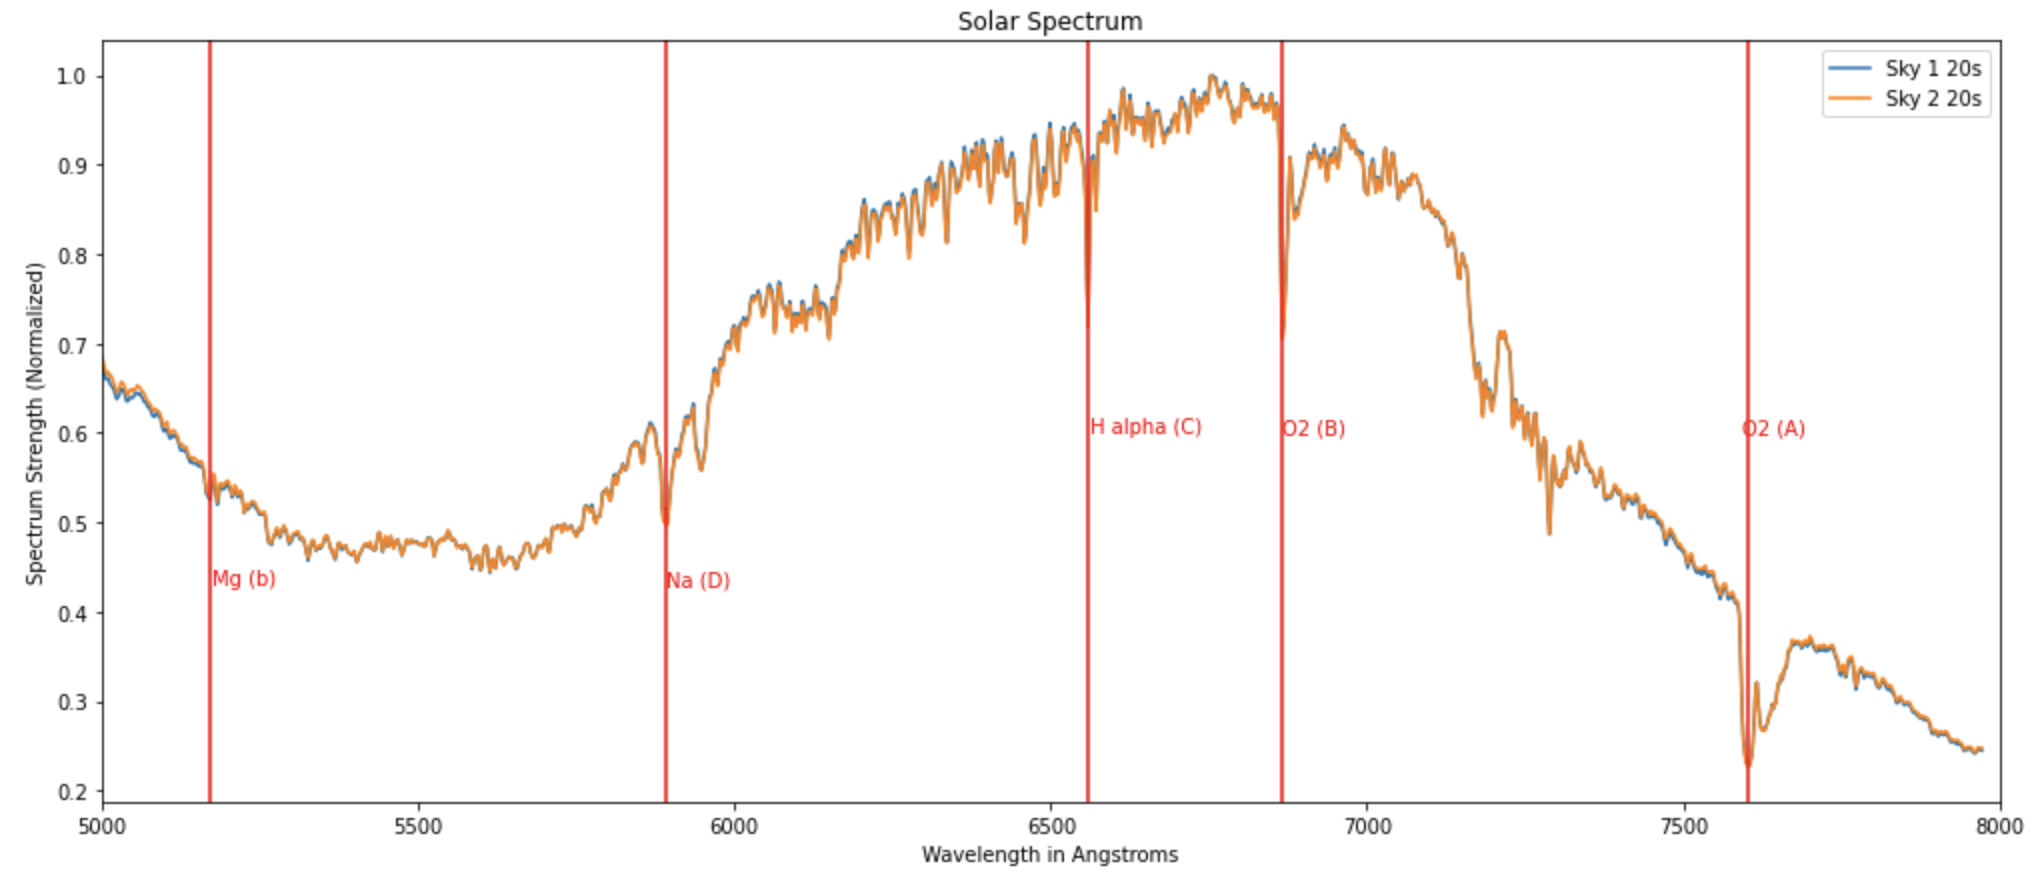 Solar Spectrum
Sky 1 20s
Sky 2 20s
Spectrum Strength (Normalized)
1.0
0.9
0.8
0.7
0.6
0.5
0.4
0.3
0.2
Mg (b)
Na (D)
H alpha (C)
O2 (B)
O2 (A)
5000
5500
6000
6500
7000
7500
8000
Wavelength in Angstroms